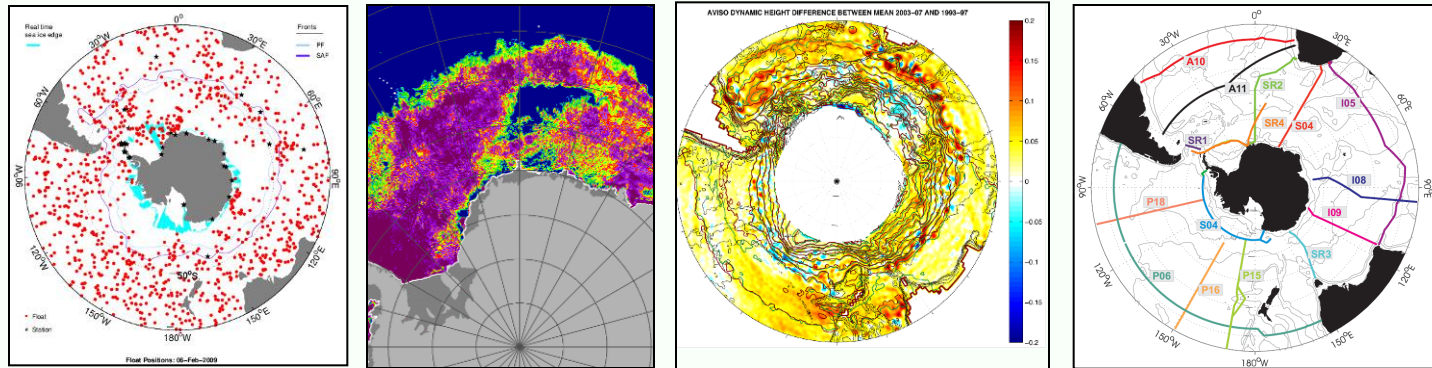 Real time
sea ice edge
Fronts
PF
SAF
0°
30°E
60°E
90°E
120°E
150°E
180°W
150°W
120°W
90°W
60°W
30°W
50°S
Float
Station
Float Positions: 06-Feb-2009
AVISO DYNAMIC HEIGHT DIFFERENCE BETWEEN MEAN 2003-07 AND 1993-97
0.2
0.15
0.1
0.05
0
-0.05
-0.1
-0.15
-0.2
0°
30°E
60°E
90°E
120°E
150°E
180°W
150°W
120°W
90°W
60°W
30°W
A10
A11
SR2
SR4
S04
I05
SR1
I08
I09
P18
S04
SR3
P06
P16
P15